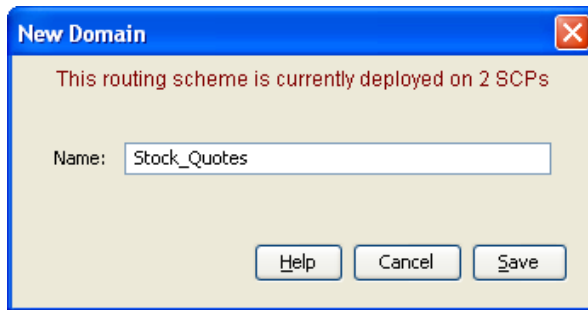 New Domain
This routing scheme is currently deployed on 2 SCPs
Name: Stock_Quotes
Help Cancel Save